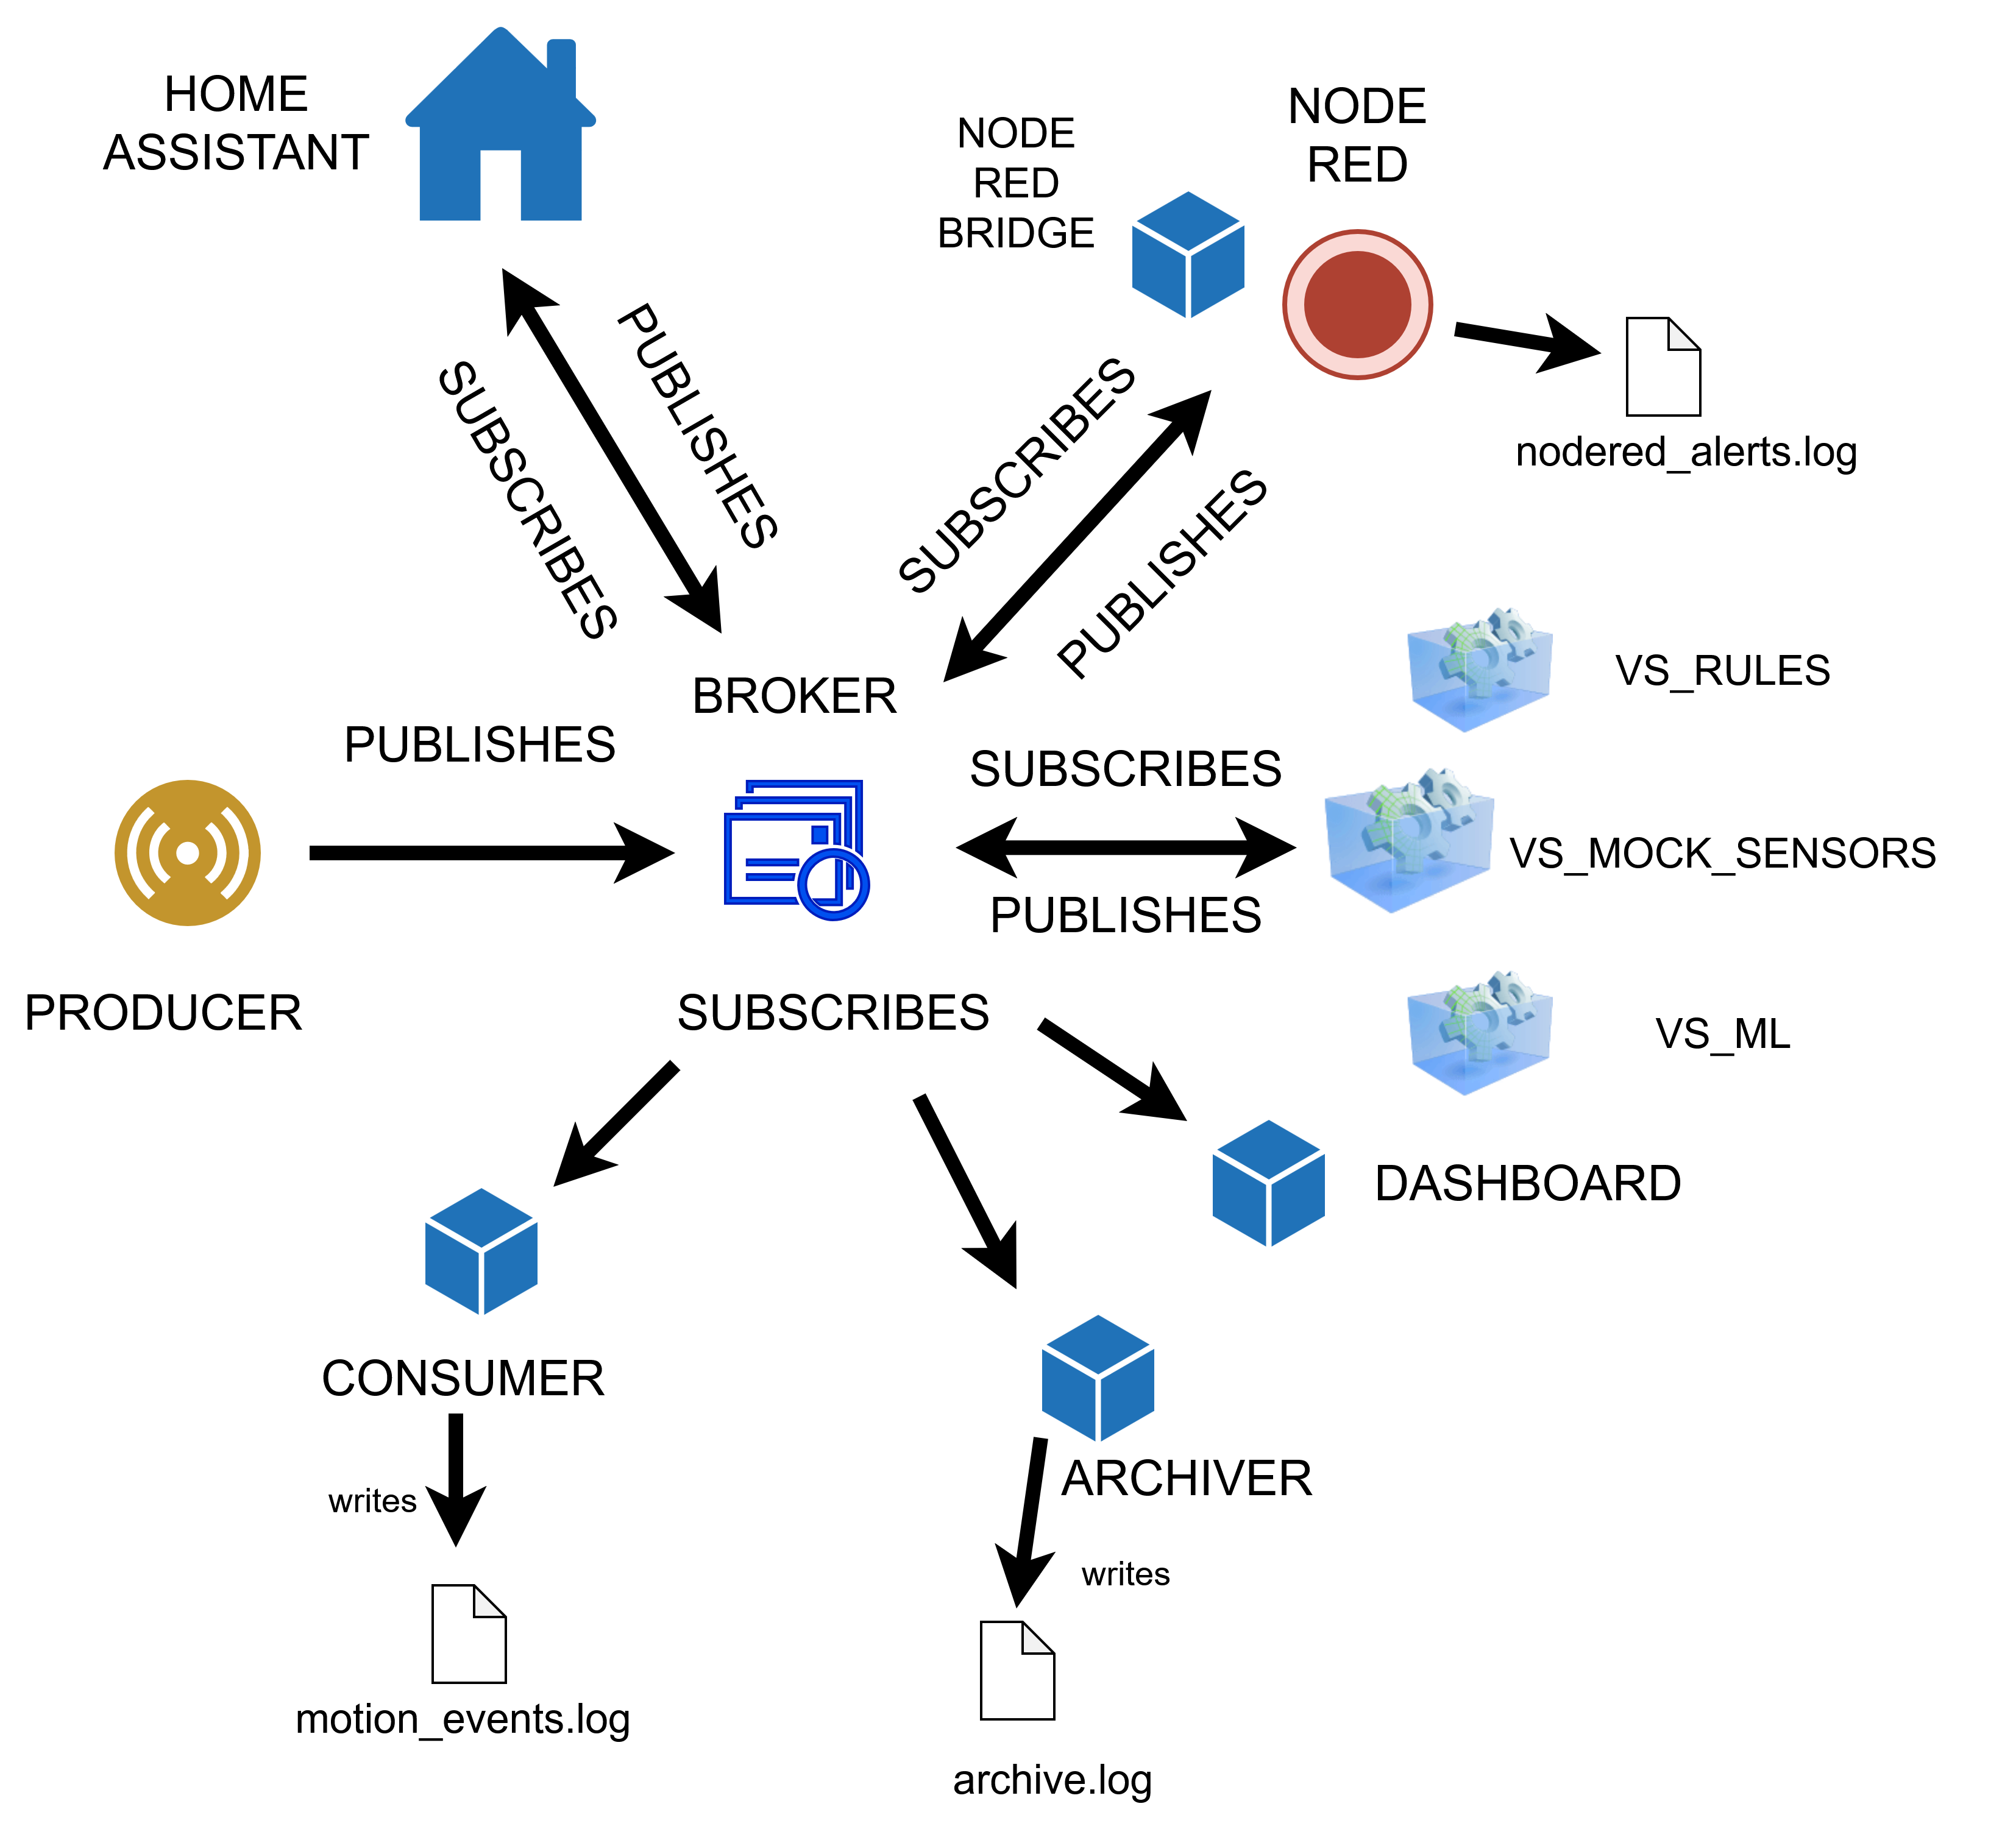 HOME
ASSISTANT
NODE
RED
BRIDGE
NODE
RED
nodered_alerts.log
SUBSCRIBES
PUBLISHES
SUBSCRIBES
PUBLISHES
BROKER
PUBLISHES
PRODUCER
SUBSCRIBES
PUBLISHES
VS_RULES
VS_MOCK_SENSORS
VS_ML
SUBSCRIBES
DASHBOARD
CONSUMER
writes
motion_events.log
ARCHIVER
writes
archive.log